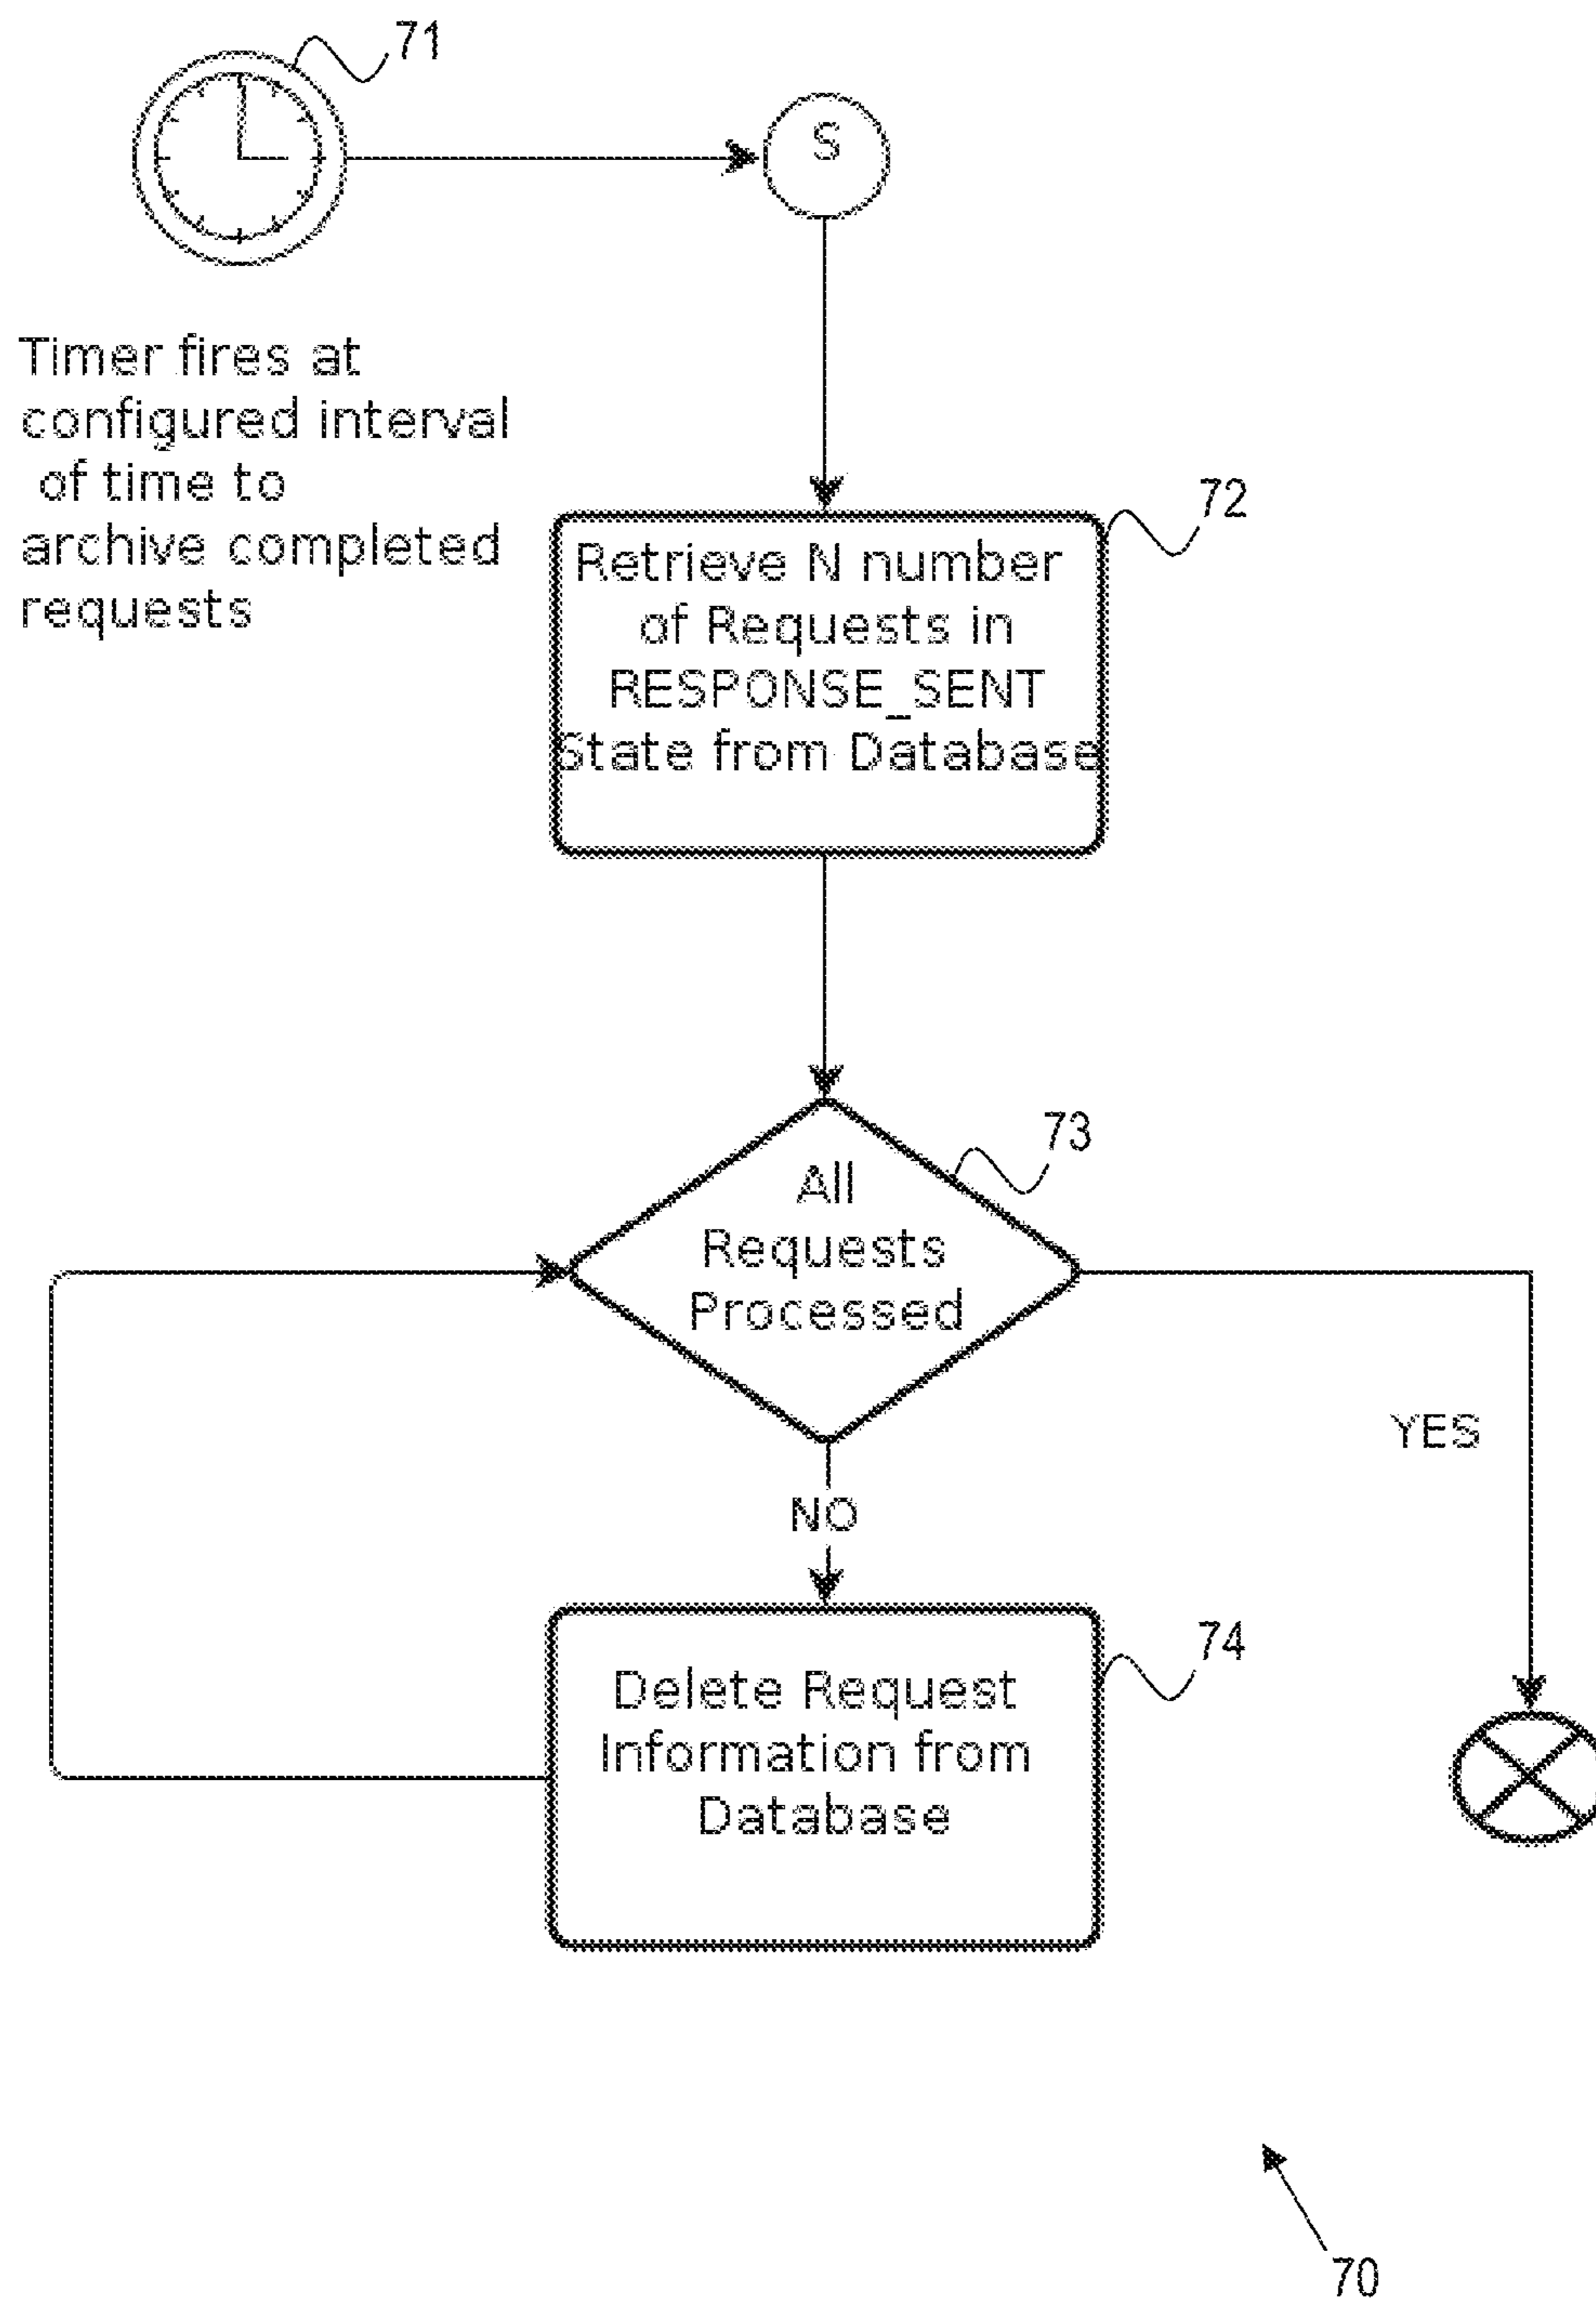 71
S
Timer fires at
configured interval
of time to
archive completed
requests
72
Retrieve N number
of Requests in
RESPONSE_SENT
State from Database
73
All
Requests
Processed
YES
NO
74
Delete Request
Information from
Database
70